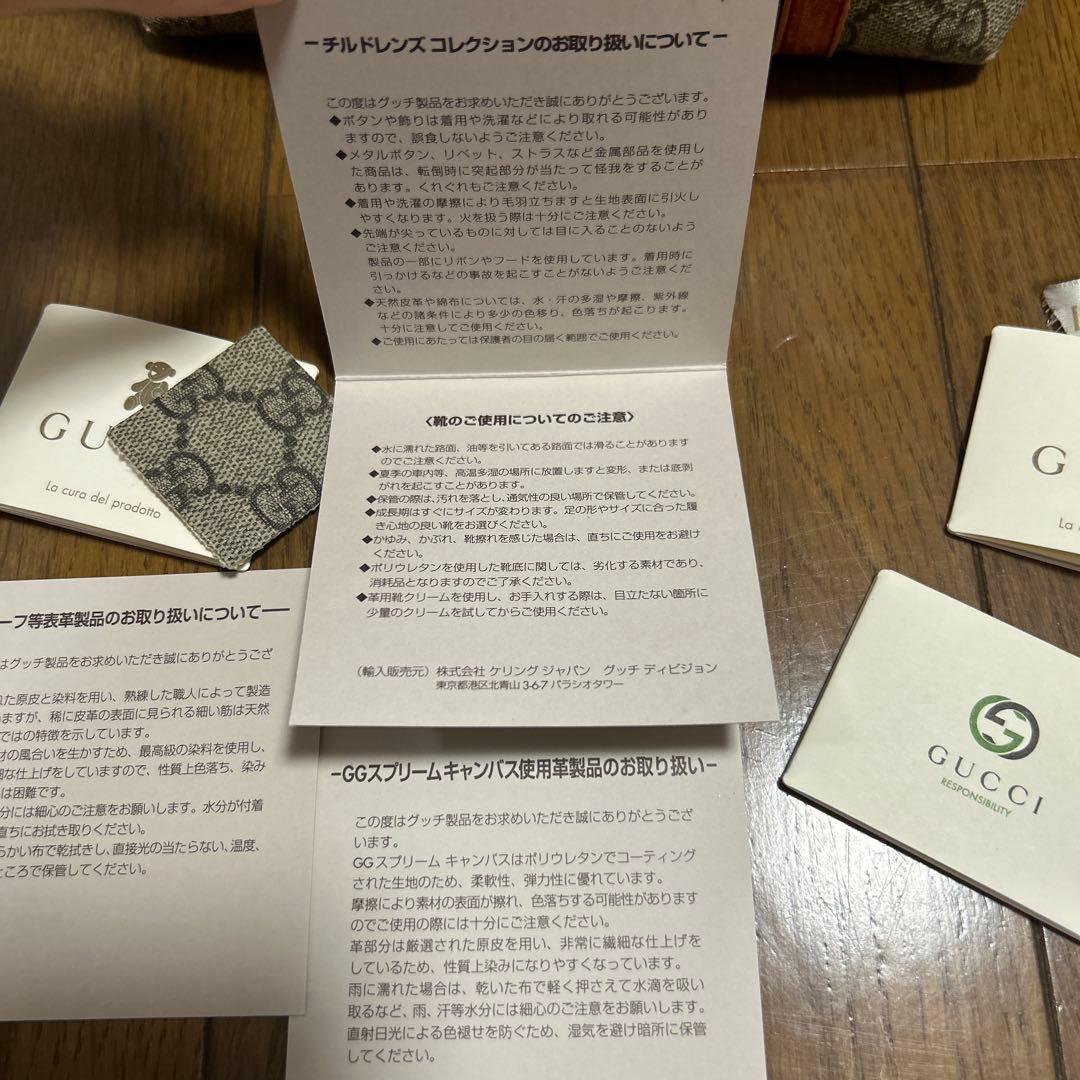 －チルドレンズ コレクションのお取り扱いについて－
この度はグッチ製品をお求めいただき誠にありがとうございます。
◆ボタンや飾りは着用や洗濯などにより取れる可能性があり
ますので、誤食しないようご注意ください。
◆メタルボタン、リベット、ストラスなど金属部品を使用し
た商品は、転倒時に突起部分が当たって怪我をすることが
あります。くれぐれもご注意ください。
◆着用や洗濯の摩擦により毛羽立ちますと生地表面に引火し
やすくなります。火を扱う際は十分にご注意ください。
◆先端が尖っているものに対しては目に入ることのないよう
ご注意ください。
製品の一部にリボンやフードを使用しています。着用時に
引っかけるなどの事故を起こすことがないようご注意くだ
さい。
◆天然皮革や綿布については、水・汗の多湿や摩擦、紫外線
などの諸条件により多少の色移り、色落ちが起こります。
十分に注意してご使用ください。
◆ご使用にあたっては保護者の目の届く範囲でご使用ください。
〈靴のご使用についてのご注意〉
◆水に濡れた路面、油等を引いてある路面では滑ることがあります
のでご注意ください。
◆夏季の車内等、高温多湿の場所に放置しますと変形、または底剥
がれを起こすことがあります。
◆保管の際は、汚れを落とし、通気性の良い場所で保管してください。
◆成長期はすぐにサイズが変わります。足の形やサイズに合った履
き心地の良い靴をお選びください。
◆かゆみ、かぶれ、靴擦れを感じた場合は、直ちにご使用をお避け
ください。
◆ポリウレタンを使用した靴底に関しては、劣化する素材であり、
消耗品となりますのでご了承ください。
◆革用靴クリームを使用し、お手入れする際は、目立たない箇所に
少量のクリームを試してからご使用ください。
（輸入販売元）株式会社 ケリング ジャパン　グッチ ディビジョン
東京都港区北青山 3-6-7 パラシオタワー
GU
La cura del prodotto
ーフ等表革製品のお取り扱いについて――
はグッチ製品をお求めいただき誠にありがとうござ
れた原皮と染料を用い、熟練した職人によって製造
ますが、稀に皮革の表面に見られる細い筋は天然
ではの特徴を示しています。
材の風合いを生かすため、最高級の染料を使用し、
細な仕上げをしていますので、性質上色落ち、染み
は困難です。
分には細心のご注意をお願いします。水分が付着
直ちにお拭き取りください。
らかい布で乾拭きし、直接光の当たらない、温度、
ところで保管してください。
－GGスプリームキャンバス使用革製品のお取り扱い－
この度はグッチ製品をお求めいただき誠にありがとうござ
います。
GG スプリーム キャンバスはポリウレタンでコーティング
された生地のため、柔軟性、弾力性に優れています。
摩擦により素材の表面が擦れ、色落ちする可能性があります
のでご使用の際には十分にご注意ください。
革部分は厳選された原皮を用い、非常に繊細な仕上げを
しているため、性質上染みになりやすくなっています。
雨に濡れた場合は、乾いた布で軽く押さえて水滴を吸い
取るなど、雨、汗等水分には細心のご注意をお願いします。
直射日光による色褪せを防ぐため、湿気を避け暗所に保管
してください。
G
La
GUCCI
RESPONSIBILITY